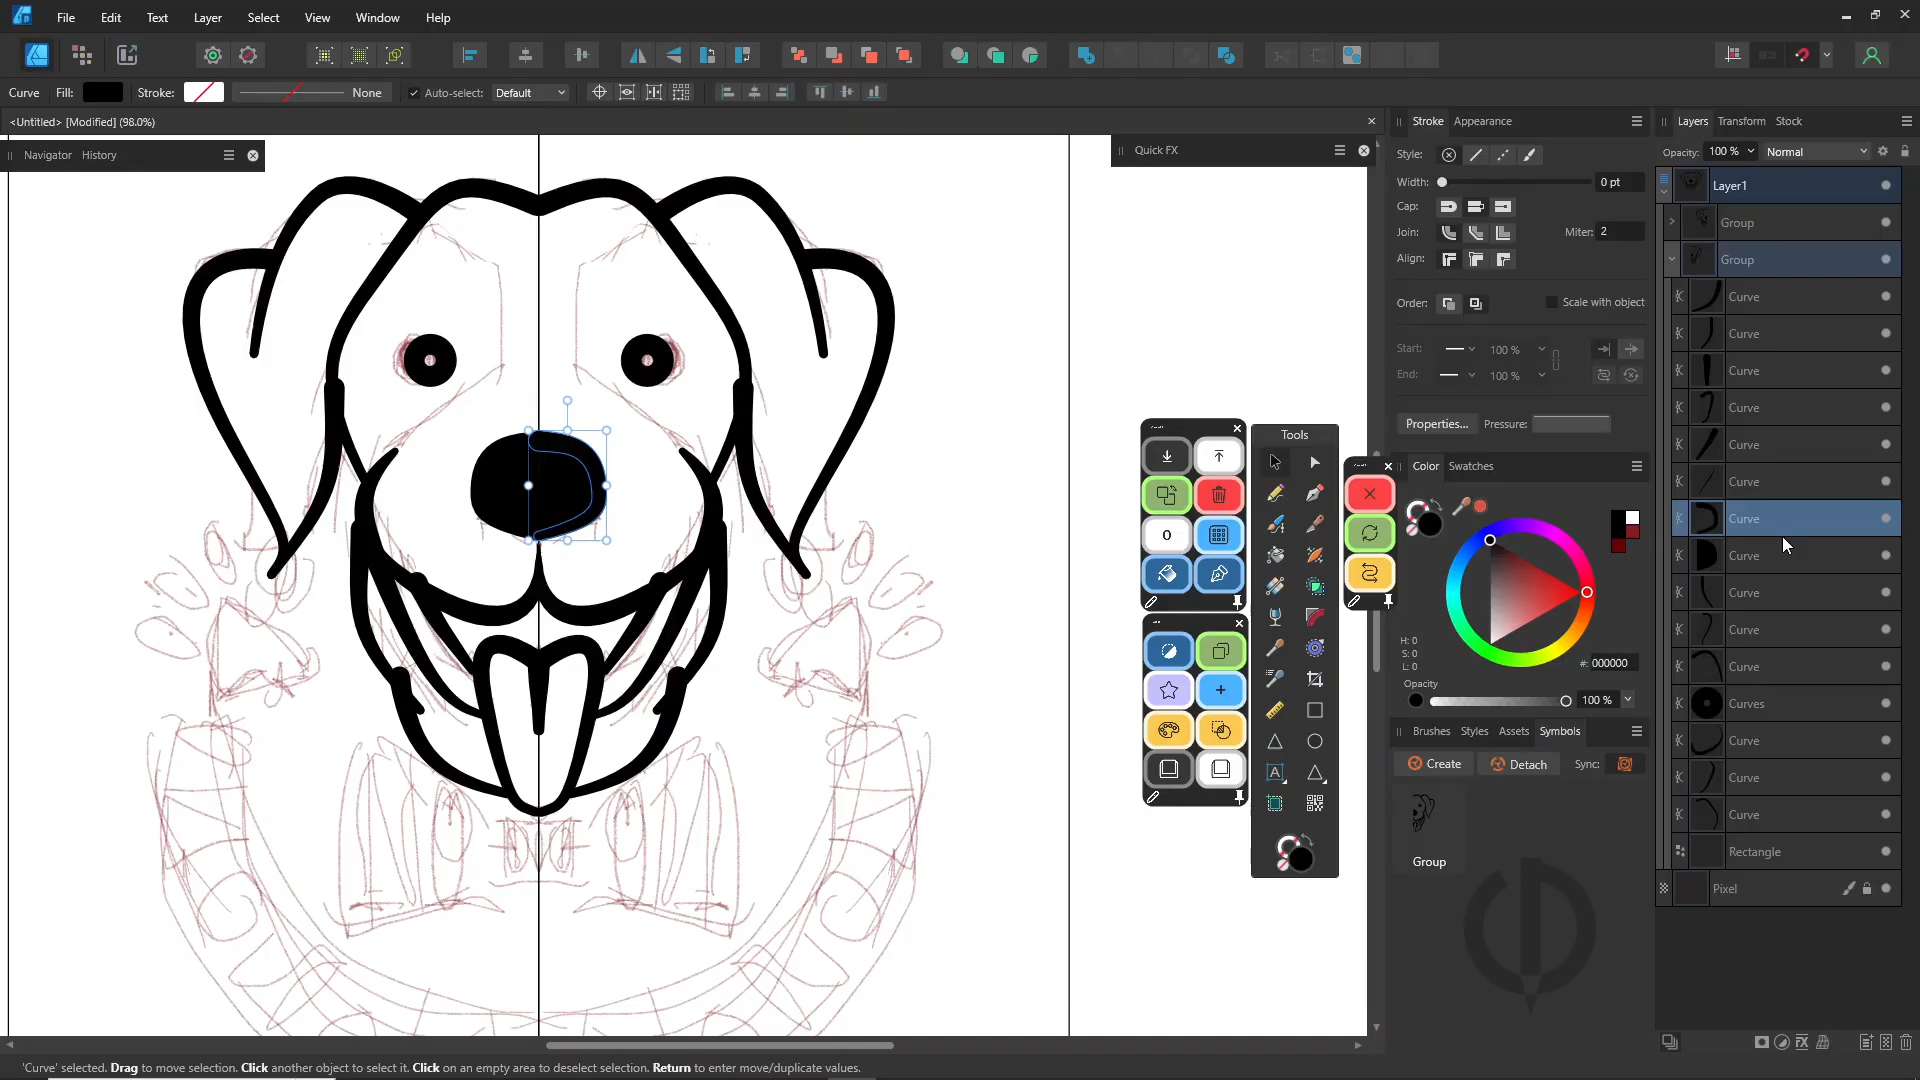 File Edit Text Layer Select View Window Help
Curve Fill: Stroke: None Auto-select: Default
<Untitled> [Modified] (98.0%)
Navigator History
Quick FX
Stroke Appearance
Style:
Width: 0 pt
Cap:
Join: Miter: 2
Align:
Order: Scale with object
Start: 100 %
End: 100 %
Properties... Pressure:
Tools
0
Color Swatches
H: 0
S: 0
L: 0
#: 000000
Opacity
100 %
Brushes Styles Assets Symbols
Create Detach Sync:
Group
Layers Transform Stock
Opacity: 100 % Normal
Layer1
Group
Group
Curve
Curve
Curve
Curve
Curve
Curve
Curve
Curve
Curve
Curve
Curve
Curves
Curve
Curve
Curve
Rectangle
Pixel
'Curve' selected. Drag to move selection. Click another object to select it. Click on an empty area to deselect selection. Return to enter move/duplicate values.